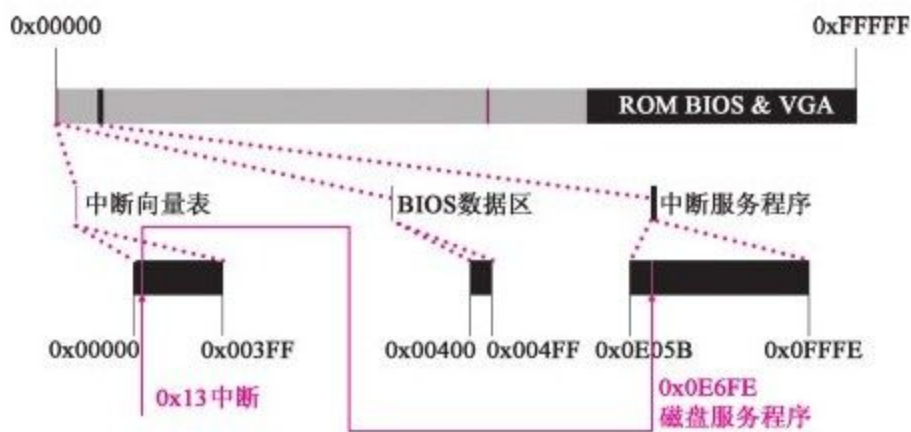 0x00000
0xFFFFF
ROM BIOS & VGA
中断向量表
BIOS数据区
中断服务程序
0x00000
0x003FF
0x00400
0x004FF
0x0E05B
0x0FFFE
0x13中断
0x0E6FE
磁盘服务程序